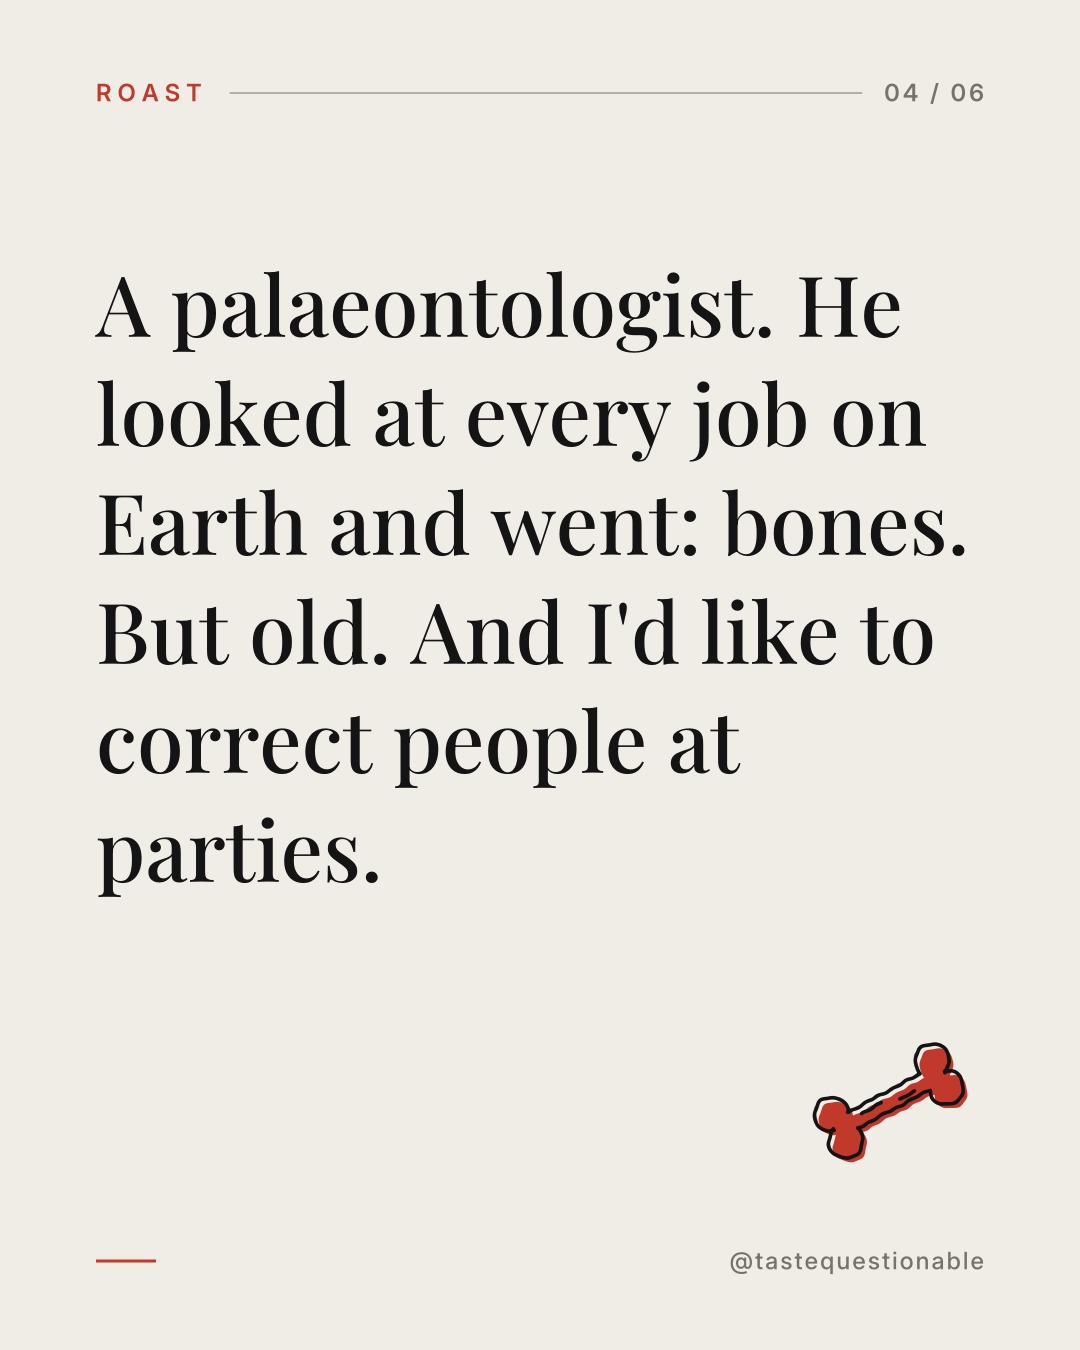 ROAST
04 / 06
A palaeontologist. He
looked at every job on
Earth and went: bones.
But old. And I'd like to
correct people at
parties.
@tastequestionable